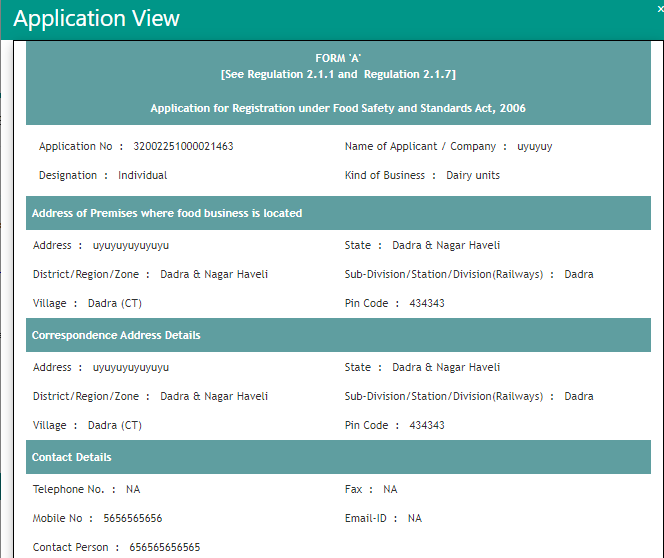 Application View
×
FORM 'A'
[See Regulation 2.1.1 and Regulation 2.1.7]
Application for Registration under Food Safety and Standards Act, 2006
Application No : 32002251000021463 Name of Applicant / Company : uyuyuy
Designation : Individual Kind of Business : Dairy units
Address of Premises where food business is located
Address : uyuyuyuyuyuyu State : Dadra & Nagar Haveli
District/Region/Zone : Dadra & Nagar Haveli Sub-Division/Station/Division(Railways) : Dadra
Village : Dadra (CT) Pin Code : 434343
Correspondence Address Details
Address : uyuyuyuyuyuyu State : Dadra & Nagar Haveli
District/Region/Zone : Dadra & Nagar Haveli Sub-Division/Station/Division(Railways) : Dadra
Village : Dadra (CT) Pin Code : 434343
Contact Details
Telephone No. : NA Fax : NA
Mobile No : 5656565656 Email-ID : NA
Contact Person : 656565656565